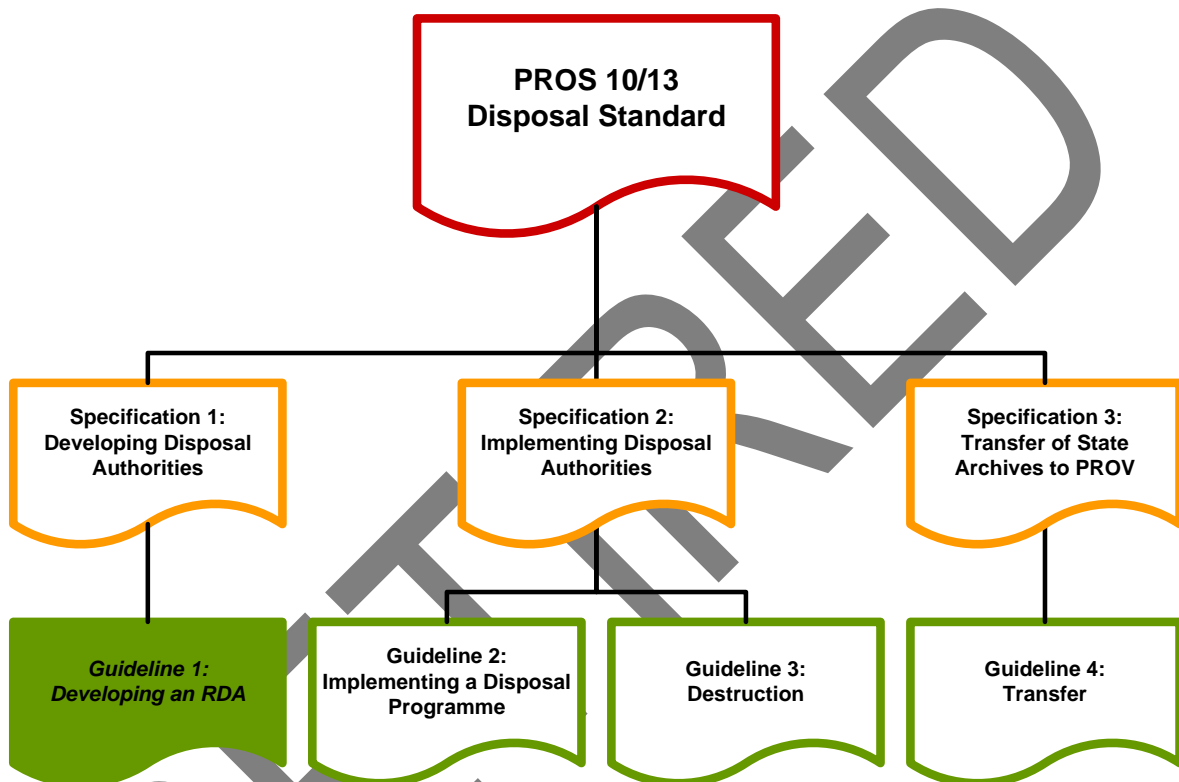 PROS 10/13
Disposal Standard
Specification 1:
Developing Disposal
Authorities
Specification 2:
Implementing Disposal
Authorities
Specification 3:
Transfer of State
Archives to PROV
Guideline 1:
Developing an RDA
Guideline 2:
Implementing a Disposal
Programme
Guideline 3:
Destruction
Guideline 4:
Transfer